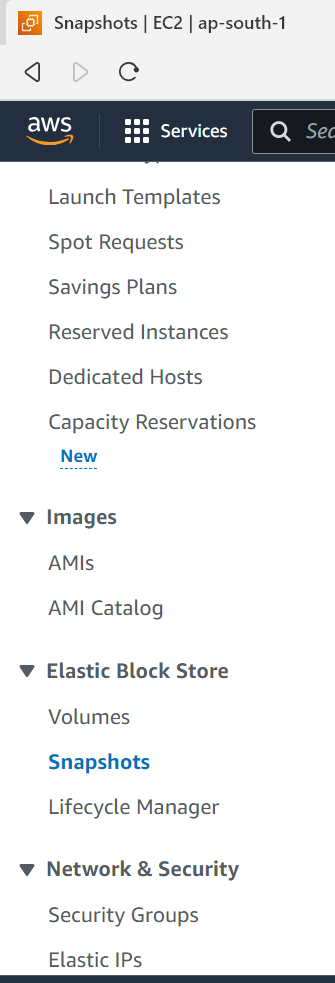 Snapshots | EC2 | ap-south-1
aws
Services
Launch Templates
Spot Requests
Savings Plans
Reserved Instances
Dedicated Hosts
Capacity Reservations
New
Images
AMIs
AMI Catalog
Elastic Block Store
Volumes
Snapshots
Lifecycle Manager
Network & Security
Security Groups
Elastic IPs